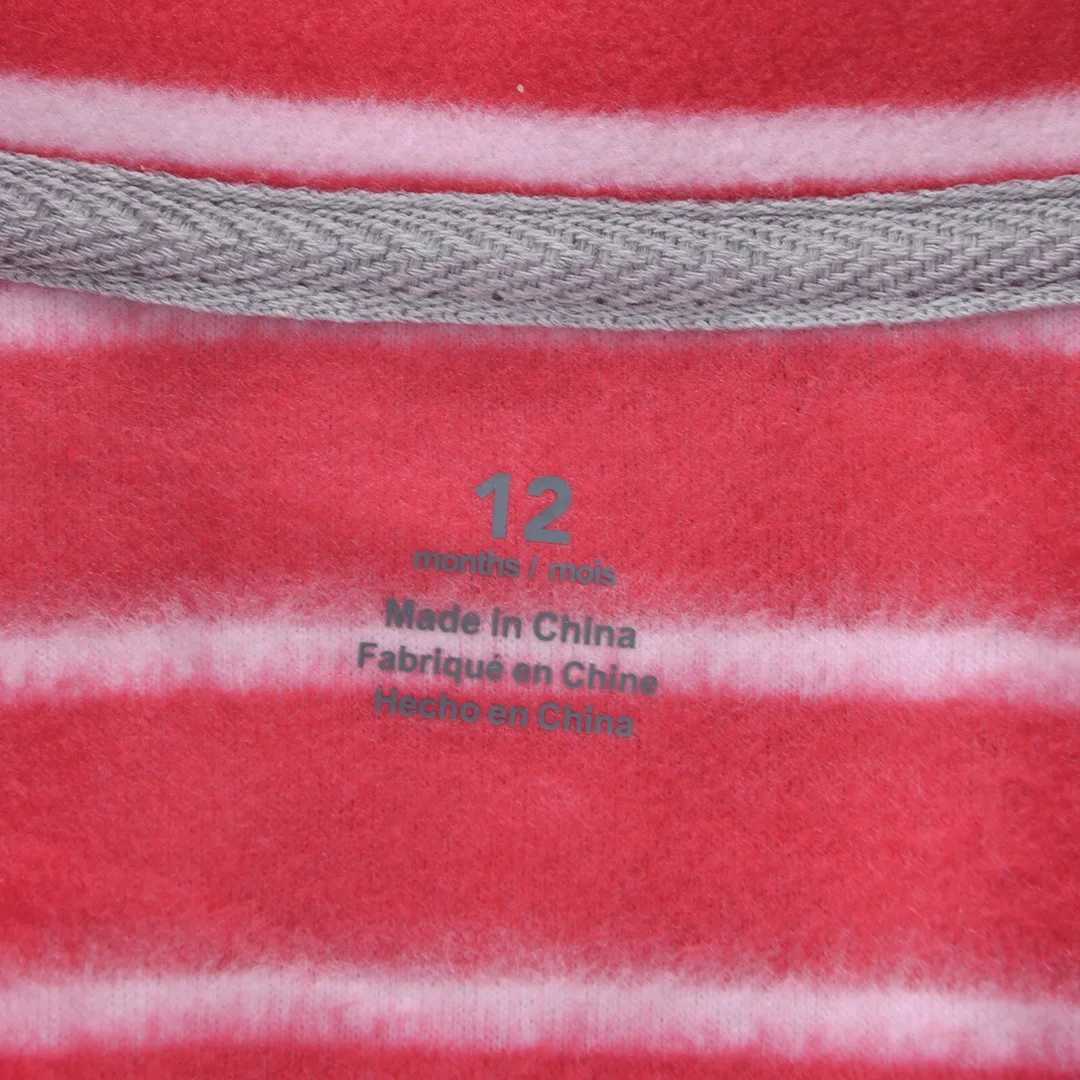 12
months / mois
Made in China
Fabriqué en Chine
Hecho en China